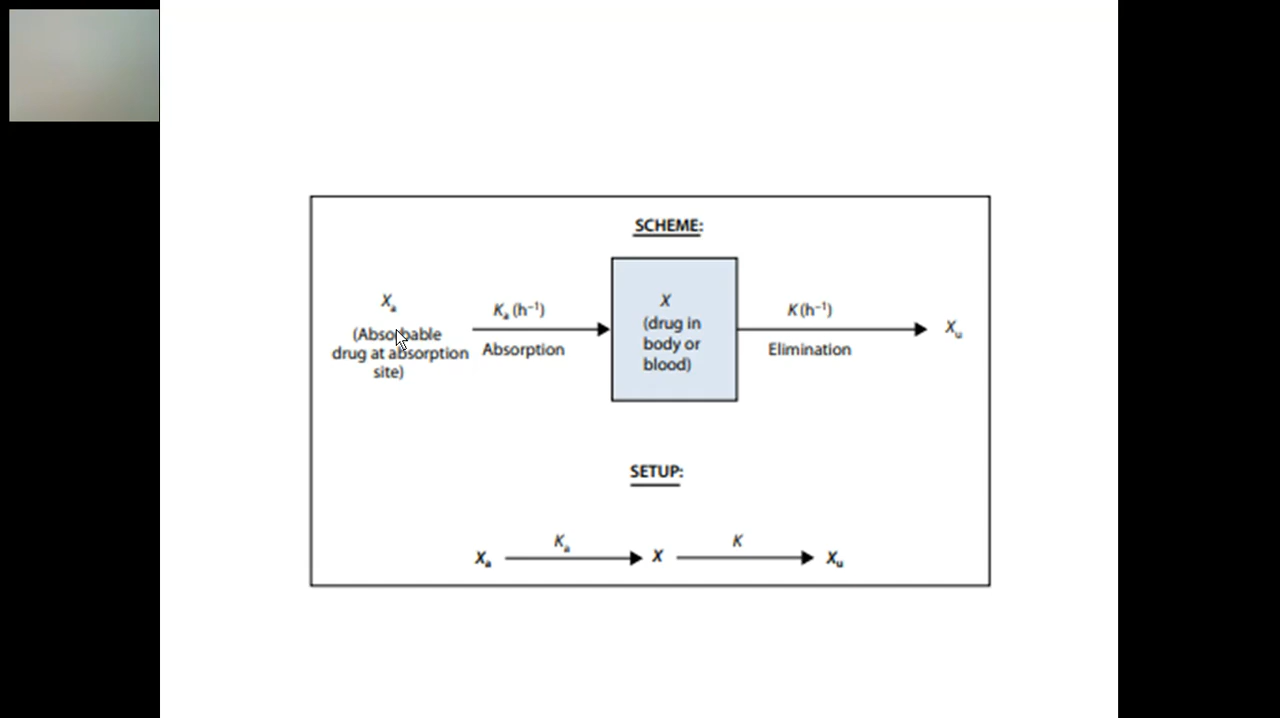 SCHEME:
Xa
(Absorbable
drug at absorption
site)
Ka (h⁻¹)
Absorption
X
(drug in
body or
blood)
K (h⁻¹)
Elimination
Xu
SETUP:
Xa Ka X K Xu